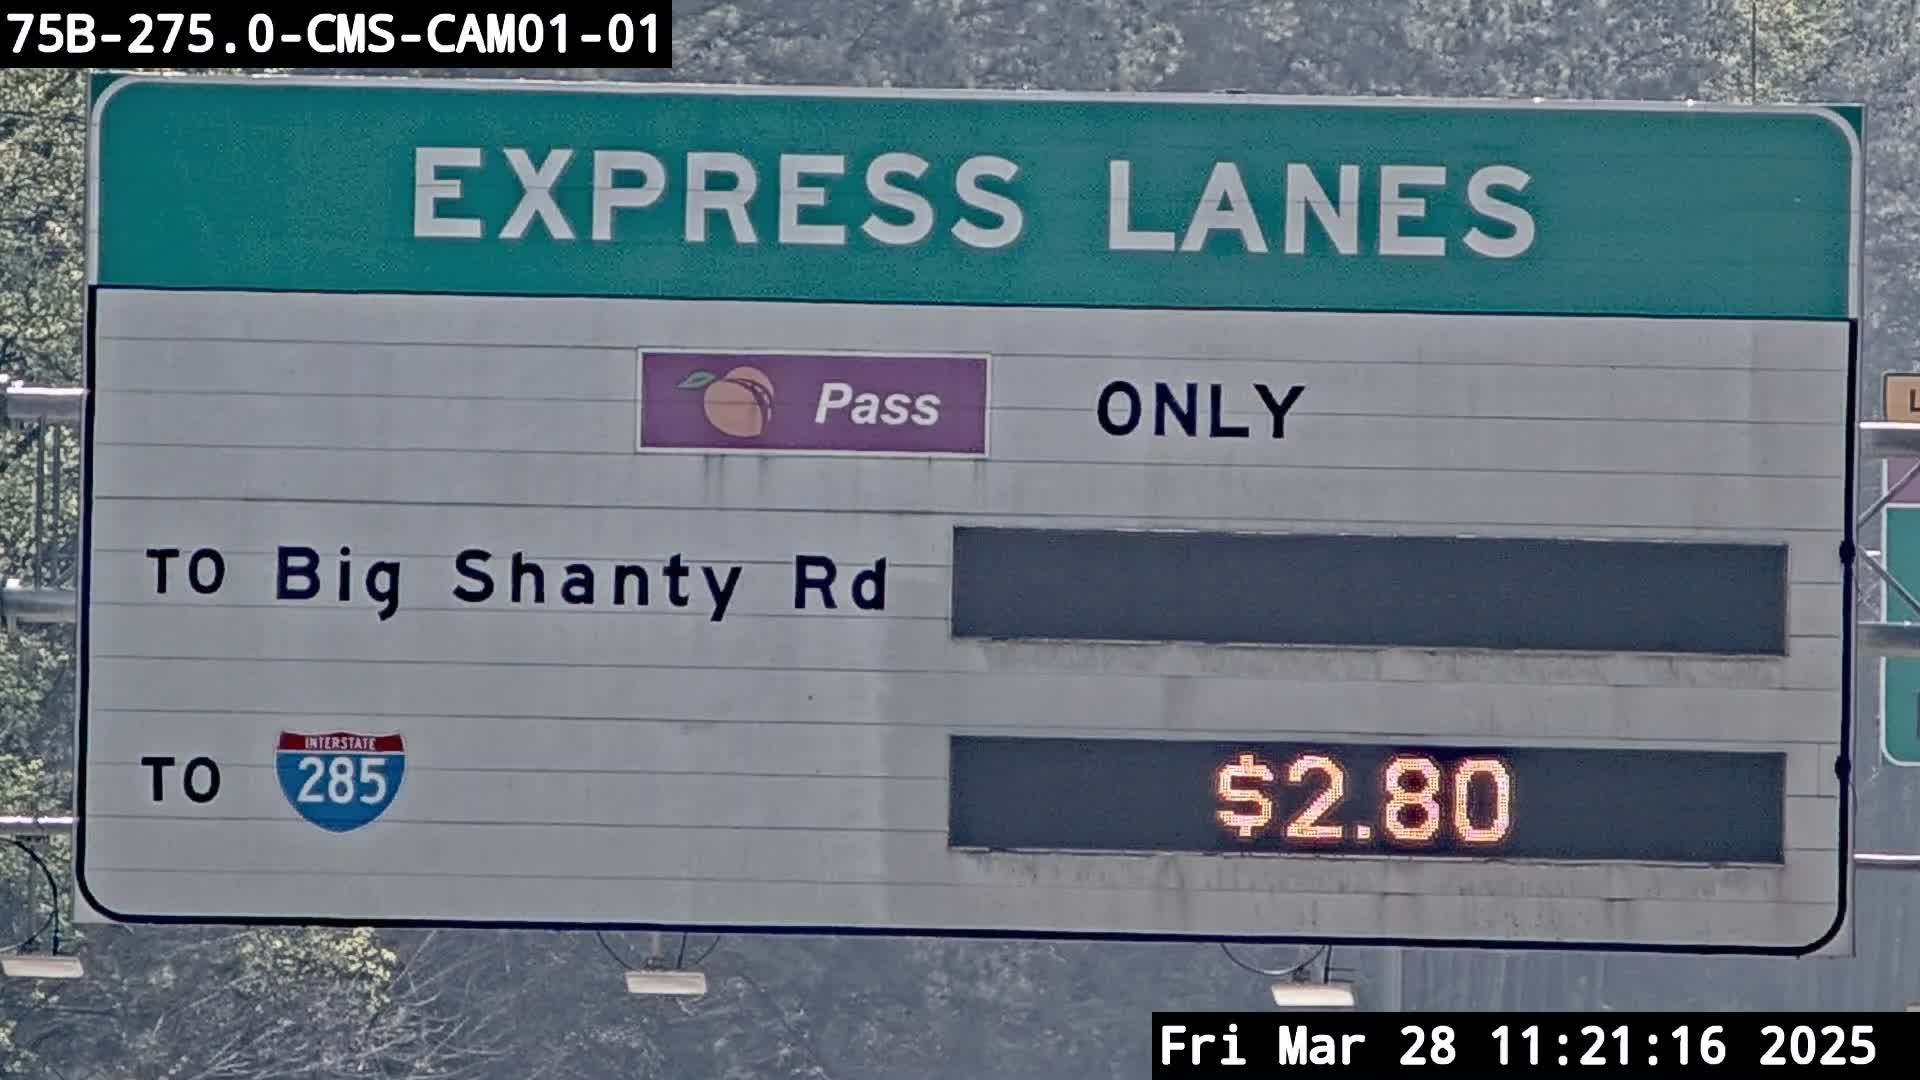 75B-275.0-CMS-CAM01-01
EXPRESS LANES
Pass ONLY
TO Big Shanty Rd
TO INTERSTATE 285 $2.80
Fri Mar 28 11:21:16 2025